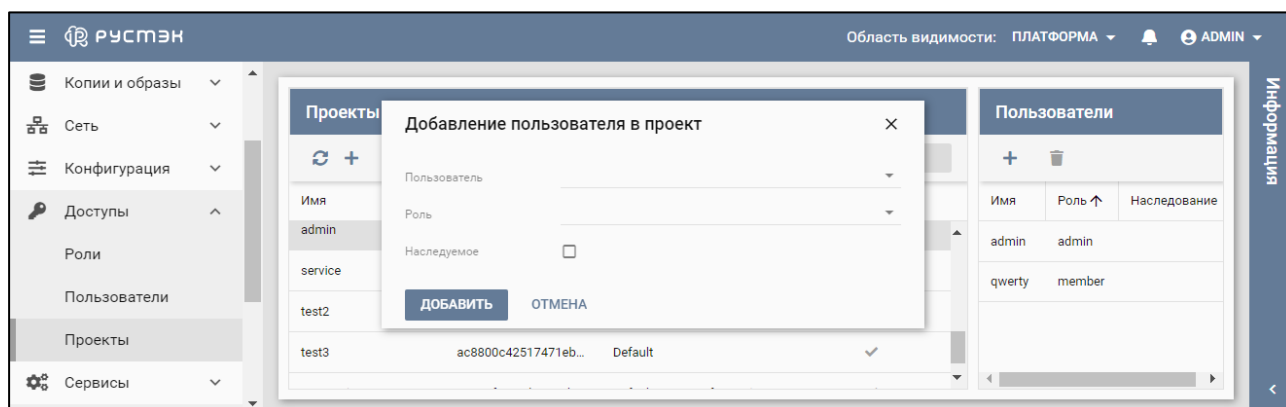 РУСТЭК
Область видимости: ПЛАТФОРМА
ADMIN
Копии и образы
Сеть
Конфигурация
Доступы
Роли
Пользователи
Проекты
Сервисы
Проекты
Имя
admin
service
test2
test3 ac8800c42517471eb... Default
Добавление пользователя в проект
Пользователь
Роль
Наследуемое
ДОБАВИТЬ ОТМЕНА
Пользователи
Имя Роль Наследование
admin admin
qwerty member
Информация